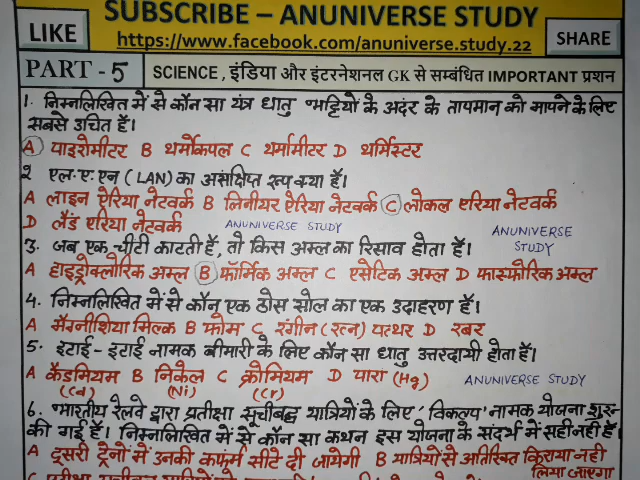 LIKE
SUBSCRIBE – ANUNIVERSE STUDY
https://www.facebook.com/anuniverse.study.22
SHARE
PART - 5
SCIENCE, इंडिया और इंटरनेशनल GK से सम्बंधित IMPORTANT प्रशन
1. निम्नलिखित में से कौन सा यंत्र धातु भट्टियों के अदंर के तापमान को मापने के लिए
सबसे उचित है।
A पाइरोमीटर B थर्मोकपल C थर्मामीटर D थर्मिस्टर
2 एल.ए.एन (LAN) का असंक्षिप्त रूप क्या है।
A लाइन ऐरिया नेटवर्क B लिनीयर ऐरिया नेटवर्क C लोकल एरिया नेटवर्क
D लैंड एरिया नेटवर्क ANUNIVERSE STUDY
ANUNIVERSE
STUDY
3. जब एक चीटी काटती है, तो किस अम्ल का रिसाव होता है।
A हाइड्रोक्लोरिक अम्ल B फॉर्मिक अम्ल C एसेटिक अम्ल D फास्फोरिक अम्ल
4. निम्नलिखित में से कौन एक ठोस सोल का एक उदाहरण है।
A मैग्नीशिया मिल्क B फोम C रंगीन (रत्न) पत्थर D रबर
5. इटाई- इटाई नामक बीमारी के लिए कौन सा धातु उत्तरदायी होता है।
A कैडमियम B निकेल C क्रोमियम D पारा (Hg)
(Cd) (Ni) (Cr)
ANUNIVERSE STUDY
6. भारतीय रेलवे द्वारा प्रतीक्षा सूचीबद्ध यात्रियों के लिए 'विकल्प' नामक योजना शुरू
की गई है। निम्नलिखित में से कौन सा कथन इस योजना के संदर्भ में सही नही है।
A दूसरी ट्रेनों में उनकी कर्फ्म सीटे दी जायेगी B यात्रियों से अतिरिक्त किराया नही
लिया जाएगा